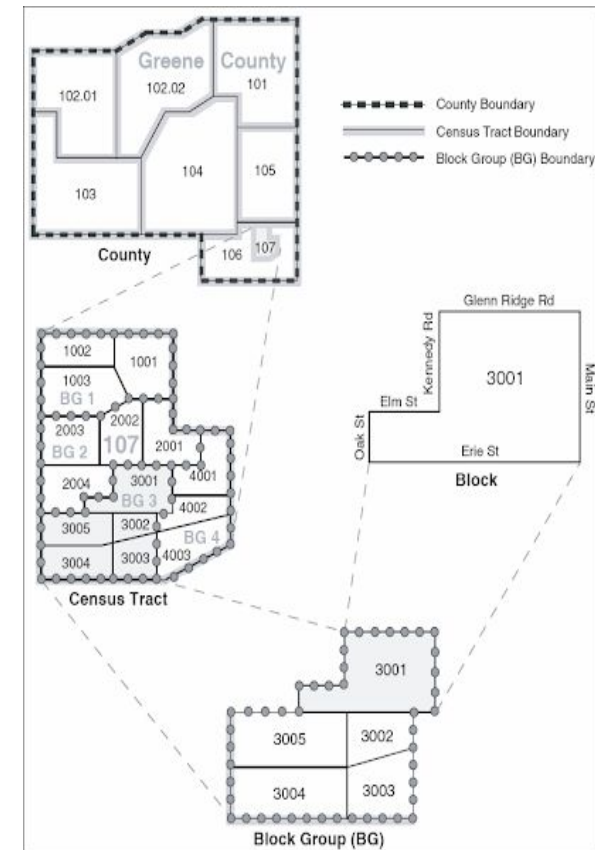 Greene County
102.01
102.02
101
103
104
105
106
107
County
County Boundary
Census Tract Boundary
Block Group (BG) Boundary
1002
1001
1003
BG 1
2003
2002
BG 2
107
2001
2004
3001
4001
BG 3
4002
3005
3002
BG 4
3004
3003
4003
Census Tract
Glenn Ridge Rd
Kennedy Rd
3001
Main St
Elm St
Oak St
Erie St
Block
3001
3005
3002
3004
3003
Block Group (BG)